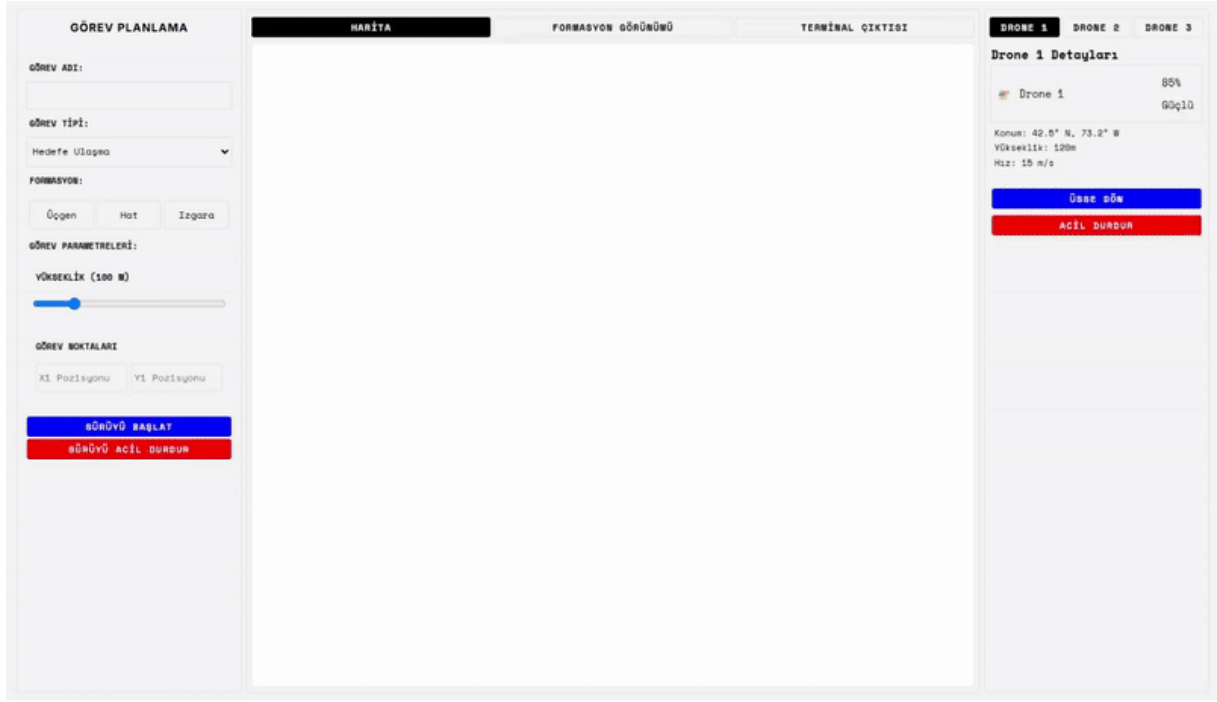 GÖREV PLANLAMA
GÖREV ADI:
GÖREV TİPİ:
Hedefe Ulaşma
FORMASYON:
Üçgen Hat Izgara
GÖREV PARAMETRELERİ:
YÜKSEKLİK (100 M)
GÖREV NOKTALARI
X1 Pozisyonu Y1 Pozisyonu
SÜRÜYÜ BAŞLAT
SÜRÜYÜ ACİL DURDUR
HARİTA FORMASYON GÖRÜNÜMÜ TERMİNAL ÇIKTISI
DRONE 1 DRONE 2 DRONE 3
Drone 1 Detayları
Drone 1
85%
Güçlü
Konum: 42.5° N, 73.2° W
Yükseklik: 120m
Hız: 15 m/s
ÜSSE DÖN
ACİL DURDUR